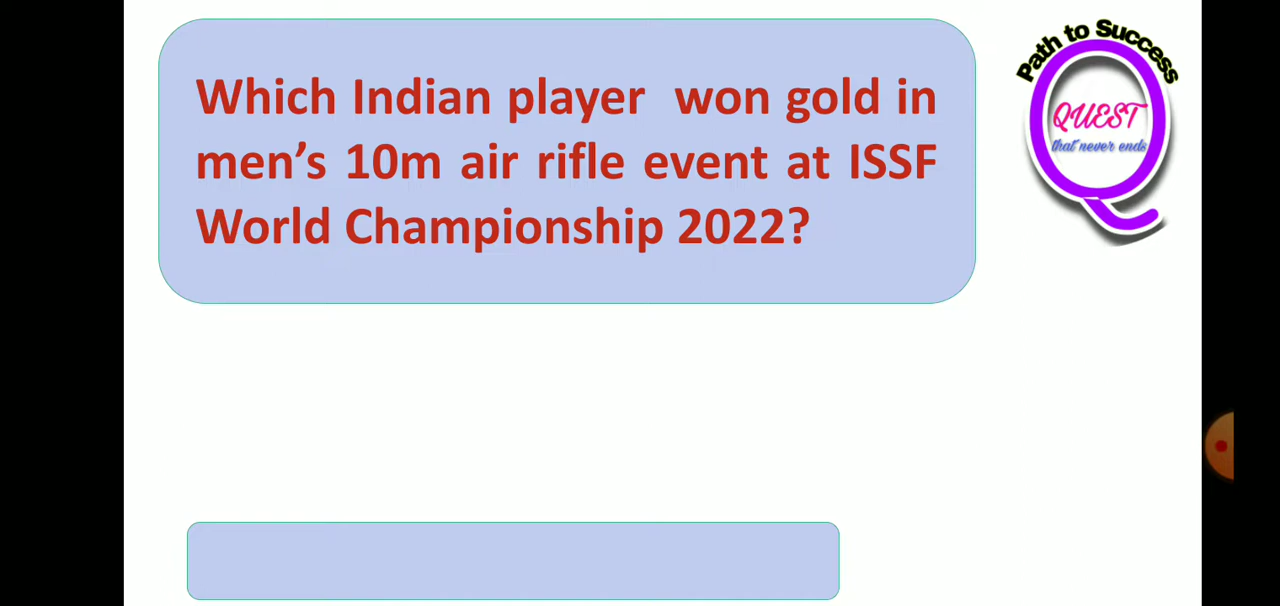 Which Indian player won gold in
men's 10m air rifle event at ISSF
World Championship 2022?
Path to Success
QUEST
that never ends